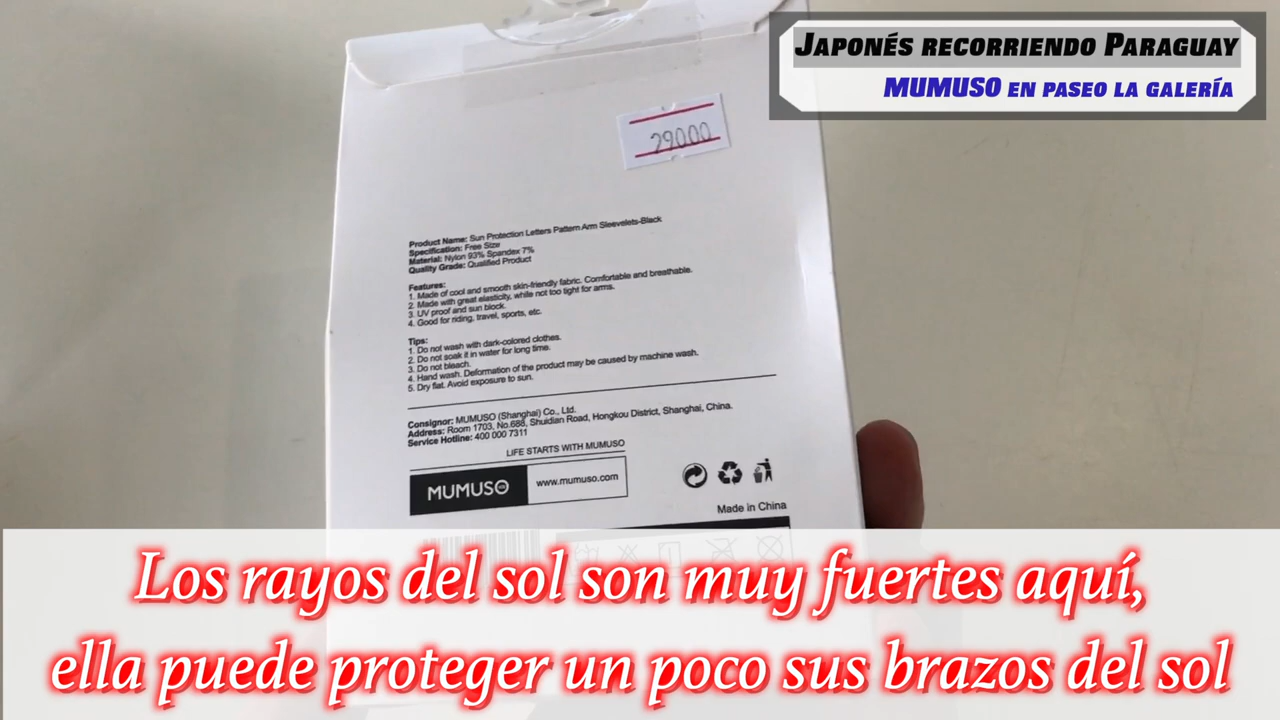 JAPONÉS RECORRIENDO PARAGUAY
MUMUSO EN PASEO LA GALERÍA
29000
Product Name: Sun Protection Letters Pattern Arm Sleevelets-Black
Specification: Free Size
Material: Nylon 93% Spandex 7%
Quality Grade: Qualified Product
Features:
1. Made of cool and smooth skin-friendly fabric. Comfortable and breathable.
2. Made with great elasticity, while not too tight for arms.
3. UV proof and sun block.
4. Good for riding, travel, sports, etc.
Tips:
1. Do not wash with dark-colored clothes.
2. Do not soak it in water for long time.
3. Do not bleach.
4. Hand wash. Deformation of the product may be caused by machine wash.
5. Dry flat. Avoid exposure to sun.
Consignor: MUMUSO (Shanghai) Co., Ltd.
Address: Room 1703, No.688, Shuidian Road, Hongkou District, Shanghai, China.
Service Hotline: 400 000 7311
LIFE STARTS WITH MUMUSO
MUMUSO www.mumuso.com
Made in China
Los rayos del sol son muy fuertes aquí,
ella puede proteger un poco sus brazos del sol